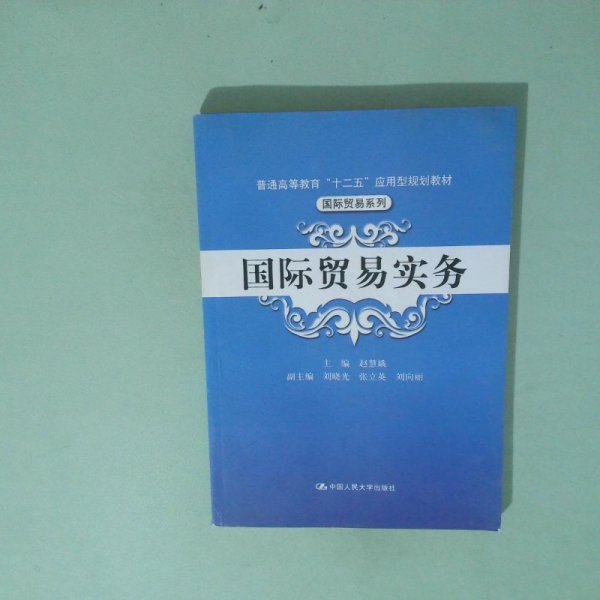 普通高等教育“十二五”应用型规划教材
国际贸易系列
国际贸易实务
主 编 赵慧娥
副主编 刘晓光 张立英 刘向丽
中国人民大学出版社